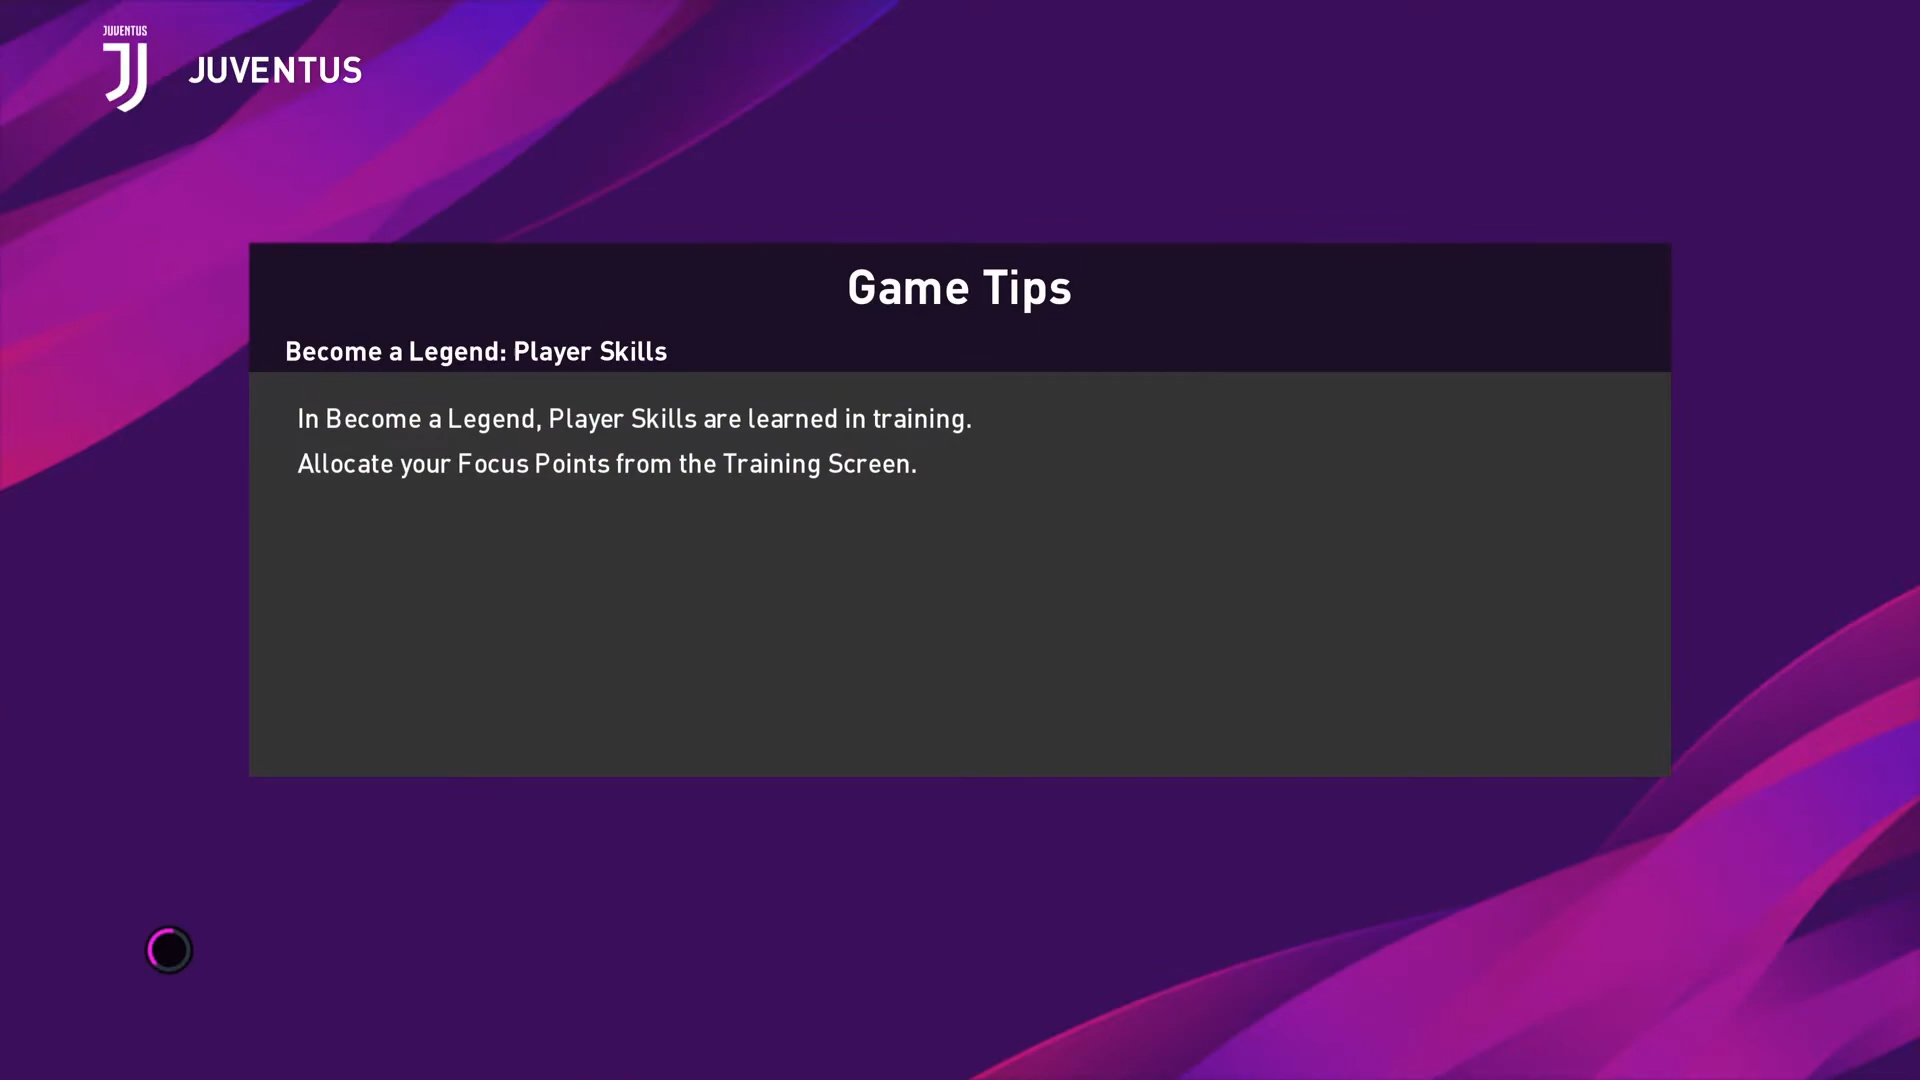 JUVENTUS
JUVENTUS
Game Tips
Become a Legend: Player Skills
In Become a Legend, Player Skills are learned in training.
Allocate your Focus Points from the Training Screen.